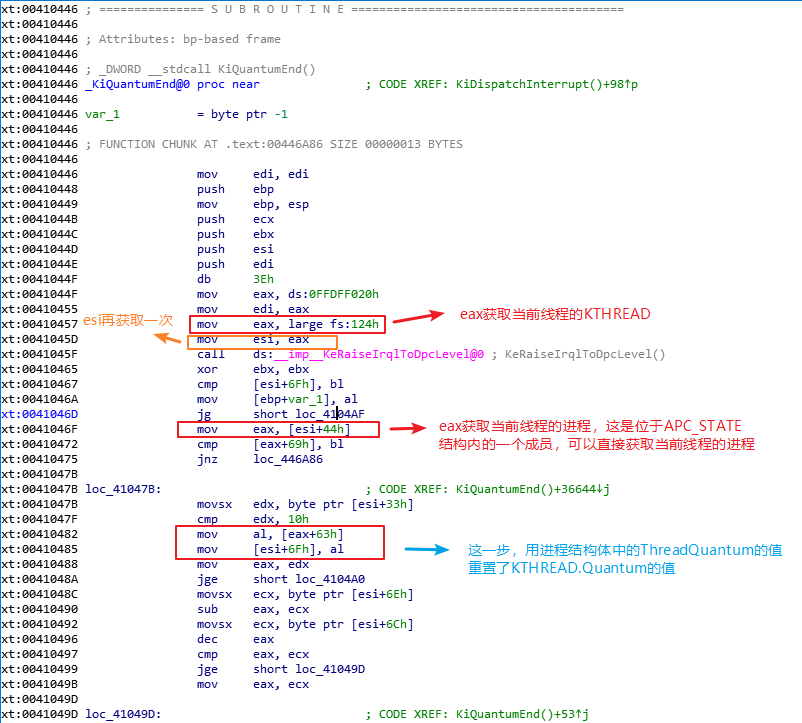 xt:00410446 ; =============== S U B R O U T I N E =======================================
xt:00410446
xt:00410446
xt:00410446 ; Attributes: bp-based frame
xt:00410446
xt:00410446 ; _DWORD __stdcall KiQuantumEnd()
xt:00410446 _KiQuantumEnd@0 proc near ; CODE XREF: KiDispatchInterrupt()+98↑p
xt:00410446
xt:00410446 var_1 = byte ptr -1
xt:00410446
xt:00410446 ; FUNCTION CHUNK AT .text:00446A86 SIZE 00000013 BYTES
xt:00410446
xt:00410446 mov edi, edi
xt:00410448 push ebp
xt:00410449 mov ebp, esp
xt:0041044B push ecx
xt:0041044C push ebx
xt:0041044D push esi
xt:0041044E push edi
xt:0041044F db 3Eh
xt:0041044F mov eax, ds:0FFDFF020h
xt:00410455 mov edi, eax
xt:00410457 mov eax, large fs:124h
eax获取当前线程的KTHREAD
esi再获取一次
xt:0041045D mov esi, eax
xt:0041045F call ds:__imp__KeRaiseIrqlToDpcLevel@0 ; KeRaiseIrqlToDpcLevel()
xt:00410465 xor ebx, ebx
xt:00410467 cmp [esi+6Fh], bl
xt:0041046A mov [ebp+var_1], al
xt:0041046D jg short loc_4104AF
xt:0041046F mov eax, [esi+44h]
eax获取当前线程的进程，这是位于APC_STATE
结构内的一个成员，可以直接获取当前线程的进程
xt:00410472 cmp [eax+69h], bl
xt:00410475 jnz loc_446A86
xt:0041047B
xt:0041047B loc_41047B: ; CODE XREF: KiQuantumEnd()+36644↓j
xt:0041047B movsx edx, byte ptr [esi+33h]
xt:0041047F cmp edx, 10h
xt:00410482 mov al, [eax+63h]
xt:00410485 mov [esi+6Fh], al
这一步，用进程结构体中的ThreadQuantum的值
重置了KTHREAD.Quantum的值
xt:00410488 mov eax, edx
xt:0041048A jge short loc_4104A0
xt:0041048C movsx ecx, byte ptr [esi+6Eh]
xt:00410490 sub eax, ecx
xt:00410492 movsx ecx, byte ptr [esi+6Ch]
xt:00410496 dec eax
xt:00410497 cmp eax, ecx
xt:00410499 jge short loc_41049D
xt:0041049B mov eax, ecx
xt:0041049D
xt:0041049D loc_41049D: ; CODE XREF: KiQuantumEnd()+53↑j